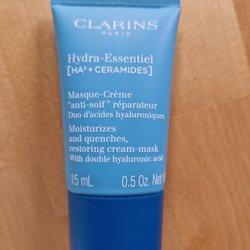 CLARINS
PARIS
Hydra-Essentiel
[HA²+CERAMIDES]
Masque-Crème
"anti-soif" réparateur
Duo d'acides hyaluroniques
Moisturizes
and quenches,
restoring cream-mask
With double hyaluronic acid
15 mL 0.5 Oz. Net